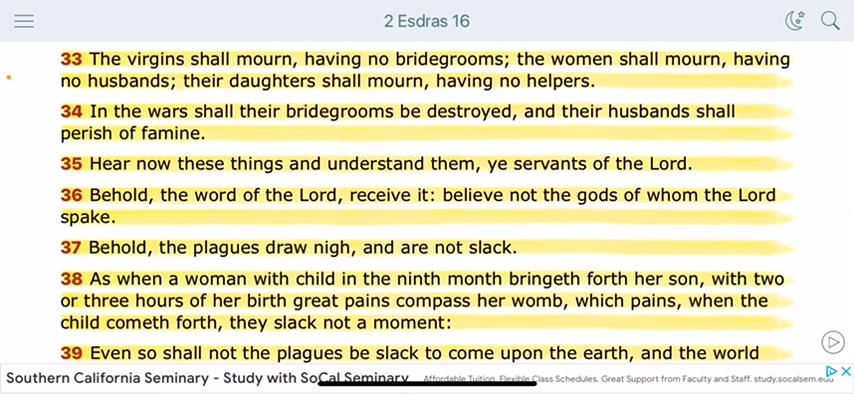 2 Esdras 16
33 The virgins shall mourn, having no bridegrooms; the women shall mourn, having
no husbands; their daughters shall mourn, having no helpers.
34 In the wars shall their bridegrooms be destroyed, and their husbands shall
perish of famine.
35 Hear now these things and understand them, ye servants of the Lord.
36 Behold, the word of the Lord, receive it: believe not the gods of whom the Lord
spake.
37 Behold, the plagues draw nigh, and are not slack.
38 As when a woman with child in the ninth month bringeth forth her son, with two
or three hours of her birth great pains compass her womb, which pains, when the
child cometh forth, they slack not a moment:
39 Even so shall not the plagues be slack to come upon the earth, and the world
Southern California Seminary - Study with SoCal Seminary Affordable Tuition. Flexible Class Schedules. Great Support from Faculty and Staff. study.socalsem.edu